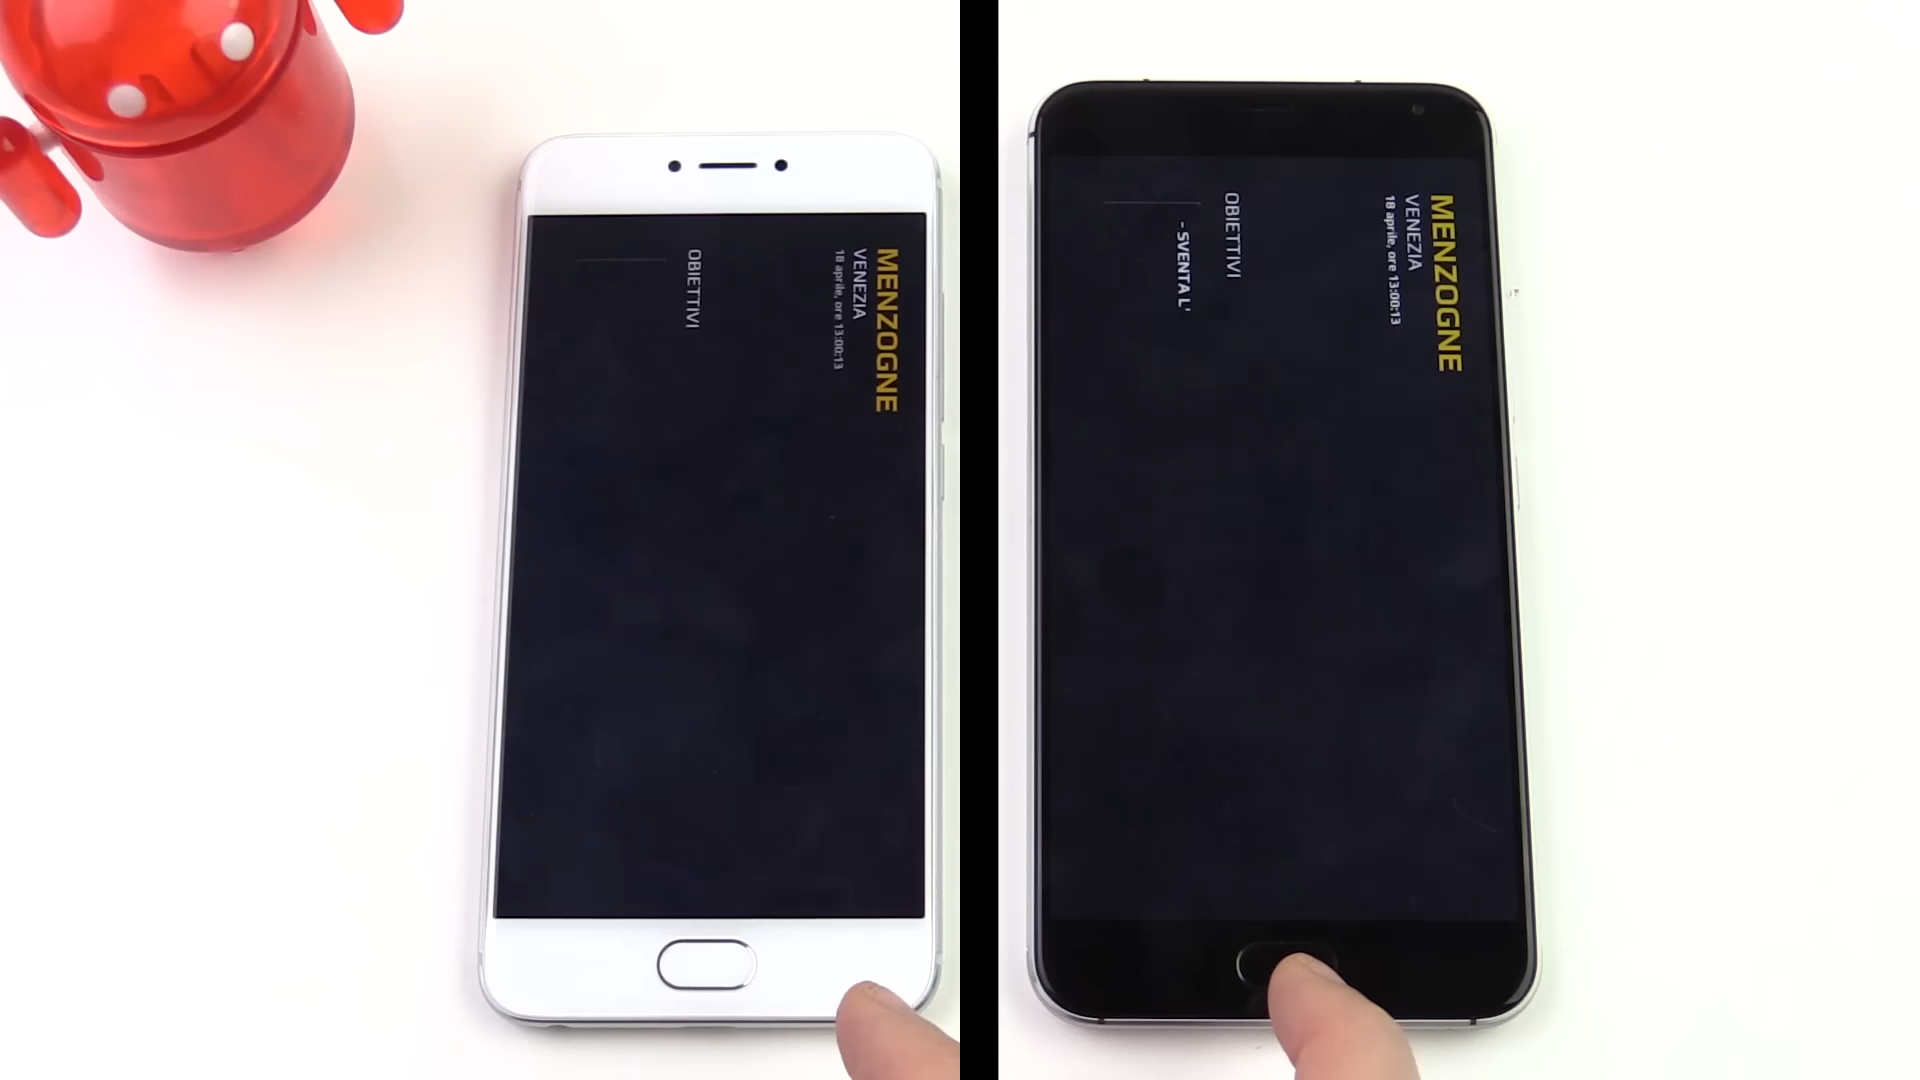 MENZOGNE
VENEZIA
18 aprile, ore 13:00:13
OBIETTIVI
MENZOGNE
VENEZIA
18 aprile, ore 13:00:13
OBIETTIVI
- SVENTA L'